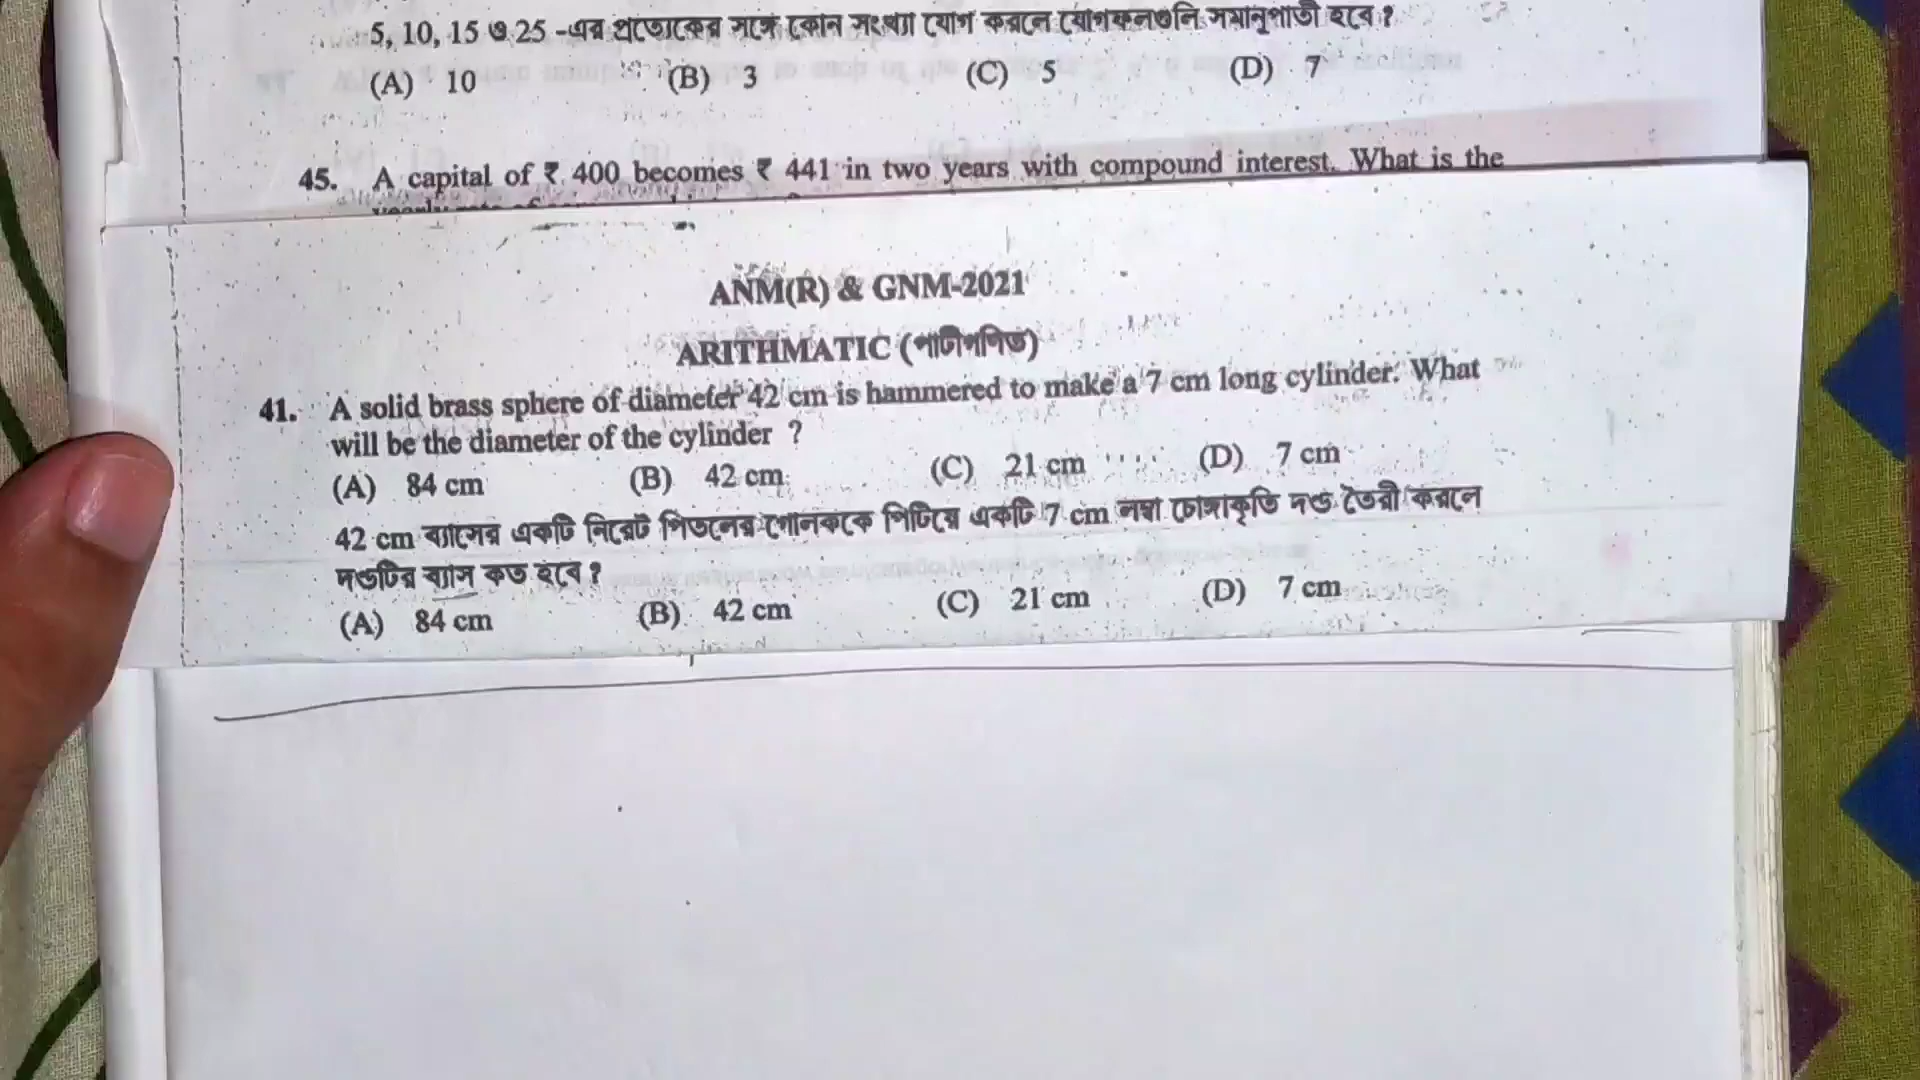 5, 10, 15 ও 25 -এর প্রত্যেকের সঙ্গে কোন সংখ্যা যোগ করলে যোগফলগুলি সমানুপাতী হবে ?
(A) 10 (B) 3 (C) 5 (D) 7
45. A capital of ₹ 400 becomes ₹ 441 in two years with compound interest. What is the
ANM(R) & GNM-2021
ARITHMATIC (পাটীগণিত)
41. A solid brass sphere of diameter 42 cm is hammered to make a 7 cm long cylinder. What
will be the diameter of the cylinder ?
(A) 84 cm (B) 42 cm (C) 21 cm (D) 7 cm
42 cm ব্যাসের একটি নিরেট পিতলের গোলককে পিটিয়ে একটি 7 cm লম্বা চোঙ্গাকৃতি দণ্ড তৈরী করলে
দণ্ডটির ব্যাস কত হবে ?
(A) 84 cm (B) 42 cm (C) 21 cm (D) 7 cm